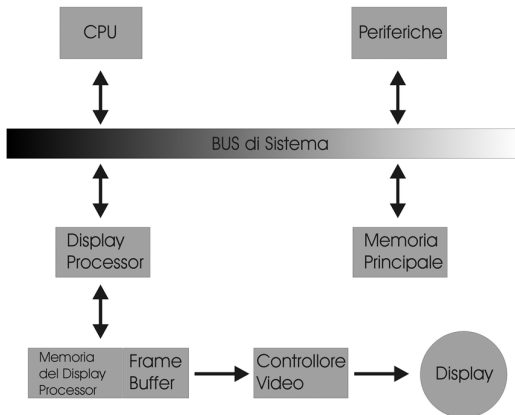 CPU
Periferiche
BUS di Sistema
Display
Processor
Memoria
Principale
Memoria
del Display
Processor
Frame
Buffer
Controllore
Video
Display